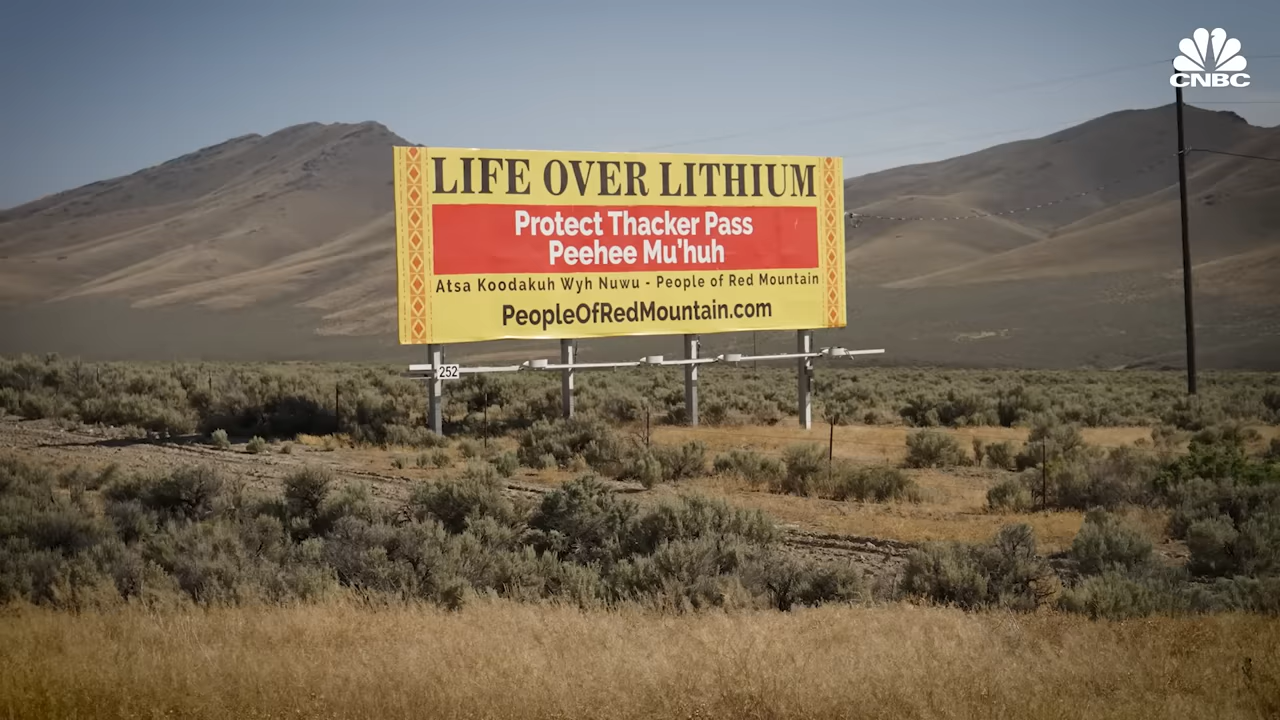 CNBC
LIFE OVER LITHIUM
Protect Thacker Pass
Peehee Mu'huh
Atsa Koodakuh Wyh Nuwu - People of Red Mountain
PeopleOfRedMountain.com
252